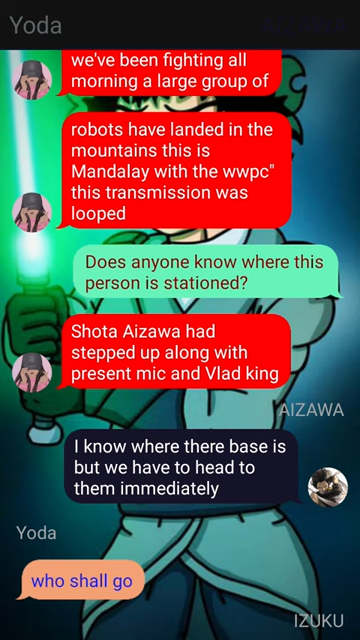 Yoda
we've been fighting all
morning a large group of
robots have landed in the
mountains this is
Mandalay with the wwpc"
this transmission was
looped
Does anyone know where this
person is stationed?
Shota Aizawa had
stepped up along with
present mic and Vlad king
AIZAWA
I know where there base is
but we have to head to
them immediately
Yoda
who shall go
IZUKU